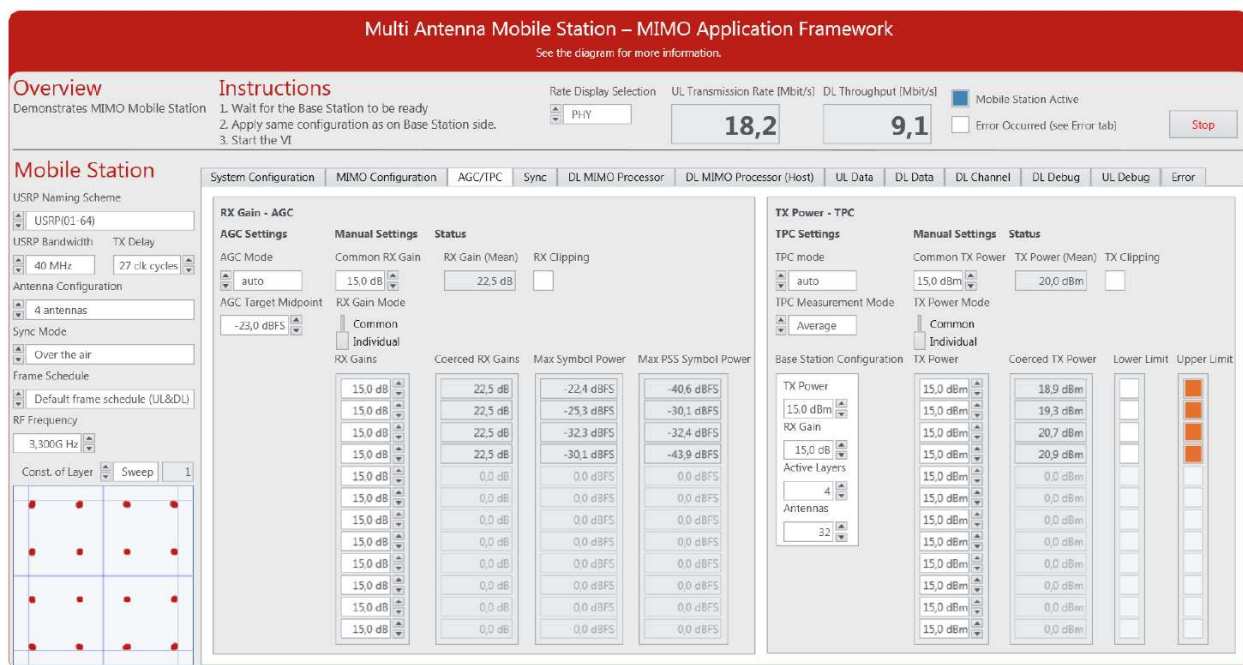 Multi Antenna Mobile Station – MIMO Application Framework
See the diagram for more information.
Overview
Demonstrates MIMO Mobile Station
Instructions
1. Wait for the Base Station to be ready
2. Apply same configuration as on Base Station side.
3. Start the VI
Rate Display Selection
PHY
UL Transmission Rate [Mbit/s]
18,2
DL Throughput [Mbit/s]
9,1
Mobile Station Active
Error Occurred (see Error tab)
Stop
Mobile Station
USRP Naming Scheme
USRP(01-64)
USRP Bandwidth TX Delay
40 MHz 27 clk cycles
Antenna Configuration
4 antennas
Sync Mode
Over the air
Frame Schedule
Default frame schedule (UL&DL)
RF Frequency
3,300G Hz
Const. of Layer Sweep 1
System Configuration MIMO Configuration AGC/TPC Sync DL MIMO Processor DL MIMO Processor (Host) UL Data DL Data DL Channel DL Debug UL Debug Error
RX Gain - AGC
AGC Settings Manual Settings Status
AGC Mode Common RX Gain RX Gain (Mean) RX Clipping
auto 15,0 dB 22,5 dB
AGC Target Midpoint RX Gain Mode
-23,0 dBFS Common
Individual
RX Gains Coerced RX Gains Max Symbol Power Max PSS Symbol Power
15,0 dB 22,5 dB -22,4 dBFS -40,6 dBFS
15,0 dB 22,5 dB -25,3 dBFS -30,1 dBFS
15,0 dB 22,5 dB -32,3 dBFS -32,4 dBFS
15,0 dB 22,5 dB -30,1 dBFS -43,9 dBFS
15,0 dB 0,0 dB 0,0 dBFS 0,0 dBFS
15,0 dB 0,0 dB 0,0 dBFS 0,0 dBFS
15,0 dB 0,0 dB 0,0 dBFS 0,0 dBFS
15,0 dB 0,0 dB 0,0 dBFS 0,0 dBFS
15,0 dB 0,0 dB 0,0 dBFS 0,0 dBFS
15,0 dB 0,0 dB 0,0 dBFS 0,0 dBFS
15,0 dB 0,0 dB 0,0 dBFS 0,0 dBFS
15,0 dB 0,0 dB 0,0 dBFS 0,0 dBFS
TX Power - TPC
TPC Settings Manual Settings Status
TPC mode Common TX Power TX Power (Mean) TX Clipping
auto 15,0 dBm 20,0 dBm
TPC Measurement Mode TX Power Mode
Average Common
Individual
Base Station Configuration TX Power Coerced TX Power Lower Limit Upper Limit
TX Power
15,0 dBm
RX Gain
15,0 dB
Active Layers
4
Antennas
32
15,0 dBm 18,9 dBm
15,0 dBm 19,3 dBm
15,0 dBm 20,7 dBm
15,0 dBm 20,9 dBm
15,0 dBm 0,0 dBm
15,0 dBm 0,0 dBm
15,0 dBm 0,0 dBm
15,0 dBm 0,0 dBm
15,0 dBm 0,0 dBm
15,0 dBm 0,0 dBm
15,0 dBm 0,0 dBm
15,0 dBm 0,0 dBm